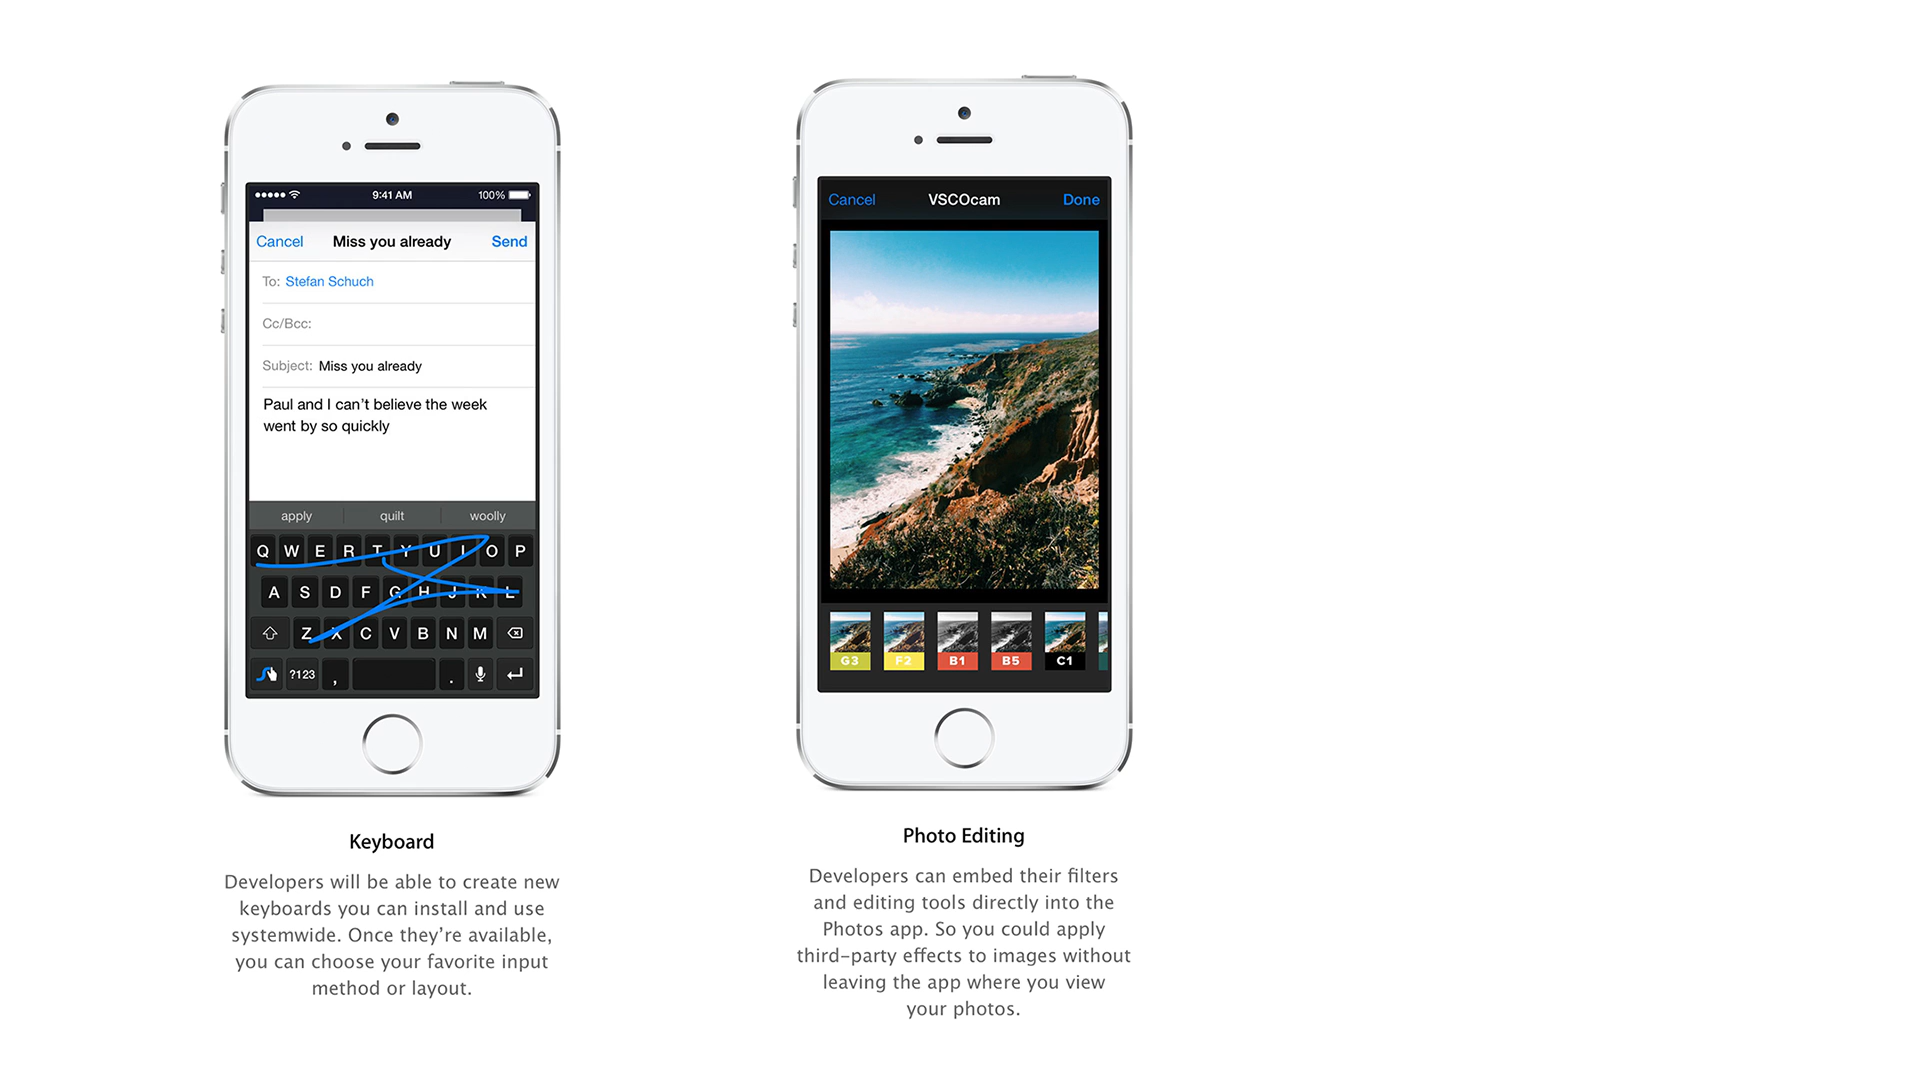 9:41 AM 100%
Cancel Miss you already Send
To: Stefan Schuch
Cc/Bcc:
Subject: Miss you already
Paul and I can’t believe the week
went by so quickly
apply quilt woolly
Q W E R T Y U I O P
A S D F G H J K L
Z X C V B N M
?123 , .
Keyboard
Developers will be able to create new
keyboards you can install and use
systemwide. Once they’re available,
you can choose your favorite input
method or layout.
Cancel VSCOcam Done
G3 F2 B1 B5 C1
Photo Editing
Developers can embed their filters
and editing tools directly into the
Photos app. So you could apply
third-party effects to images without
leaving the app where you view
your photos.